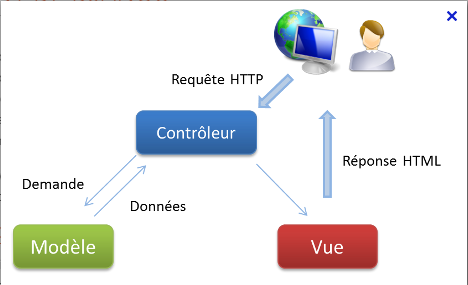 Requête HTTP
Contrôleur
Réponse HTML
Demande
Données
Modèle
Vue